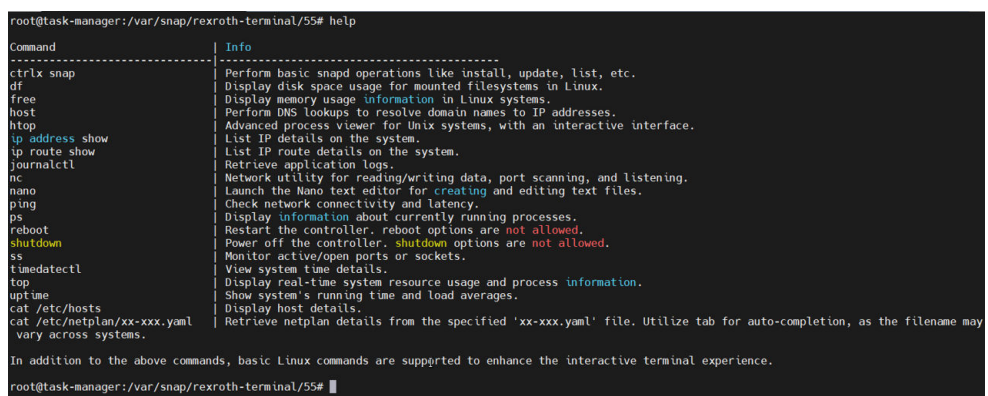 root@task-manager:/var/snap/rexroth-terminal/55# help
Command | Info
------------------------------|------------------------------------------
ctrlx snap | Perform basic snapd operations like install, update, list, etc.
df | Display disk space usage for mounted filesystems in Linux.
free | Display memory usage information in Linux systems.
host | Perform DNS lookups to resolve domain names to IP addresses.
htop | Advanced process viewer for Unix systems, with an interactive interface.
ip address show | List IP details on the system.
ip route show | List IP route details on the system.
journalctl | Retrieve application logs.
nc | Network utility for reading/writing data, port scanning, and listening.
nano | Launch the Nano text editor for creating and editing text files.
ping | Check network connectivity and latency.
ps | Display information about currently running processes.
reboot | Restart the controller. reboot options are not allowed.
shutdown | Power off the controller. shutdown options are not allowed.
ss | Monitor active/open ports or sockets.
timedatectl | View system time details.
top | Display real-time system resource usage and process information.
uptime | Show system's running time and load averages.
cat /etc/hosts | Display host details.
cat /etc/netplan/xx-xxx.yaml | Retrieve netplan details from the specified 'xx-xxx.yaml' file. Utilize tab for auto-completion, as the filename may
vary across systems.
In addition to the above commands, basic Linux commands are supported to enhance the interactive terminal experience.
root@task-manager:/var/snap/rexroth-terminal/55#